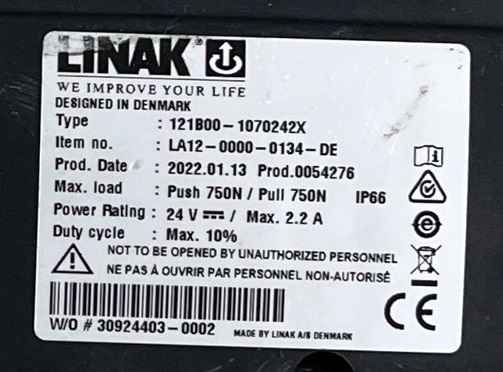 LINAK®
WE IMPROVE YOUR LIFE
DESIGNED IN DENMARK
Type : 121B00-1070242X
Item no. : LA12-0000-0134-DE
Prod. Date : 2022.01.13 Prod.0054276
Max. load : Push 750N / Pull 750N IP66
Power Rating : 24 V ⎓ / Max. 2.2 A
Duty cycle : Max. 10%
NOT TO BE OPENED BY UNAUTHORIZED PERSONNEL
NE PAS À OUVRIR PAR PERSONNEL NON-AUTORISÉ
W/O # 30924403-0002 MADE BY LINAK A/S DENMARK
CE